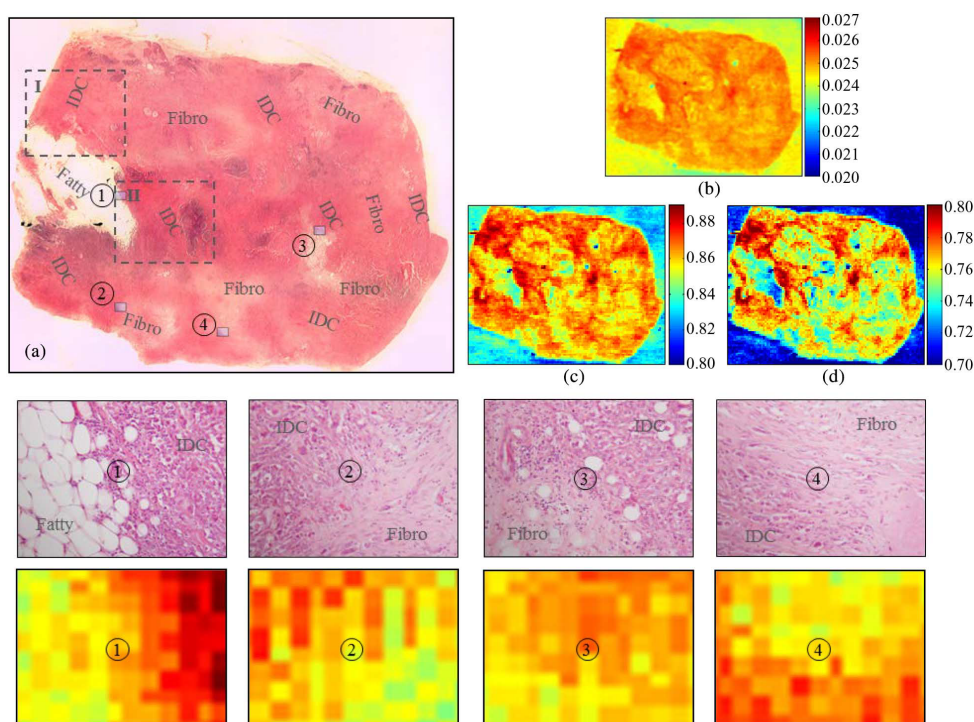 (a)
I
IDC
Fibro
IDC
Fibro
Fatty
1
II
IDC
3
IDC
Fibro
IDC
IDC
2
Fibro
4
Fibro
Fibro
IDC
0.027
0.026
0.025
0.024
0.023
0.022
0.021
0.020
(b)
0.88
0.86
0.84
0.82
0.80
(c)
0.80
0.78
0.76
0.74
0.72
0.70
(d)
IDC
1
Fatty
IDC
2
Fibro
IDC
3
Fibro
Fibro
4
IDC
1
2
3
4